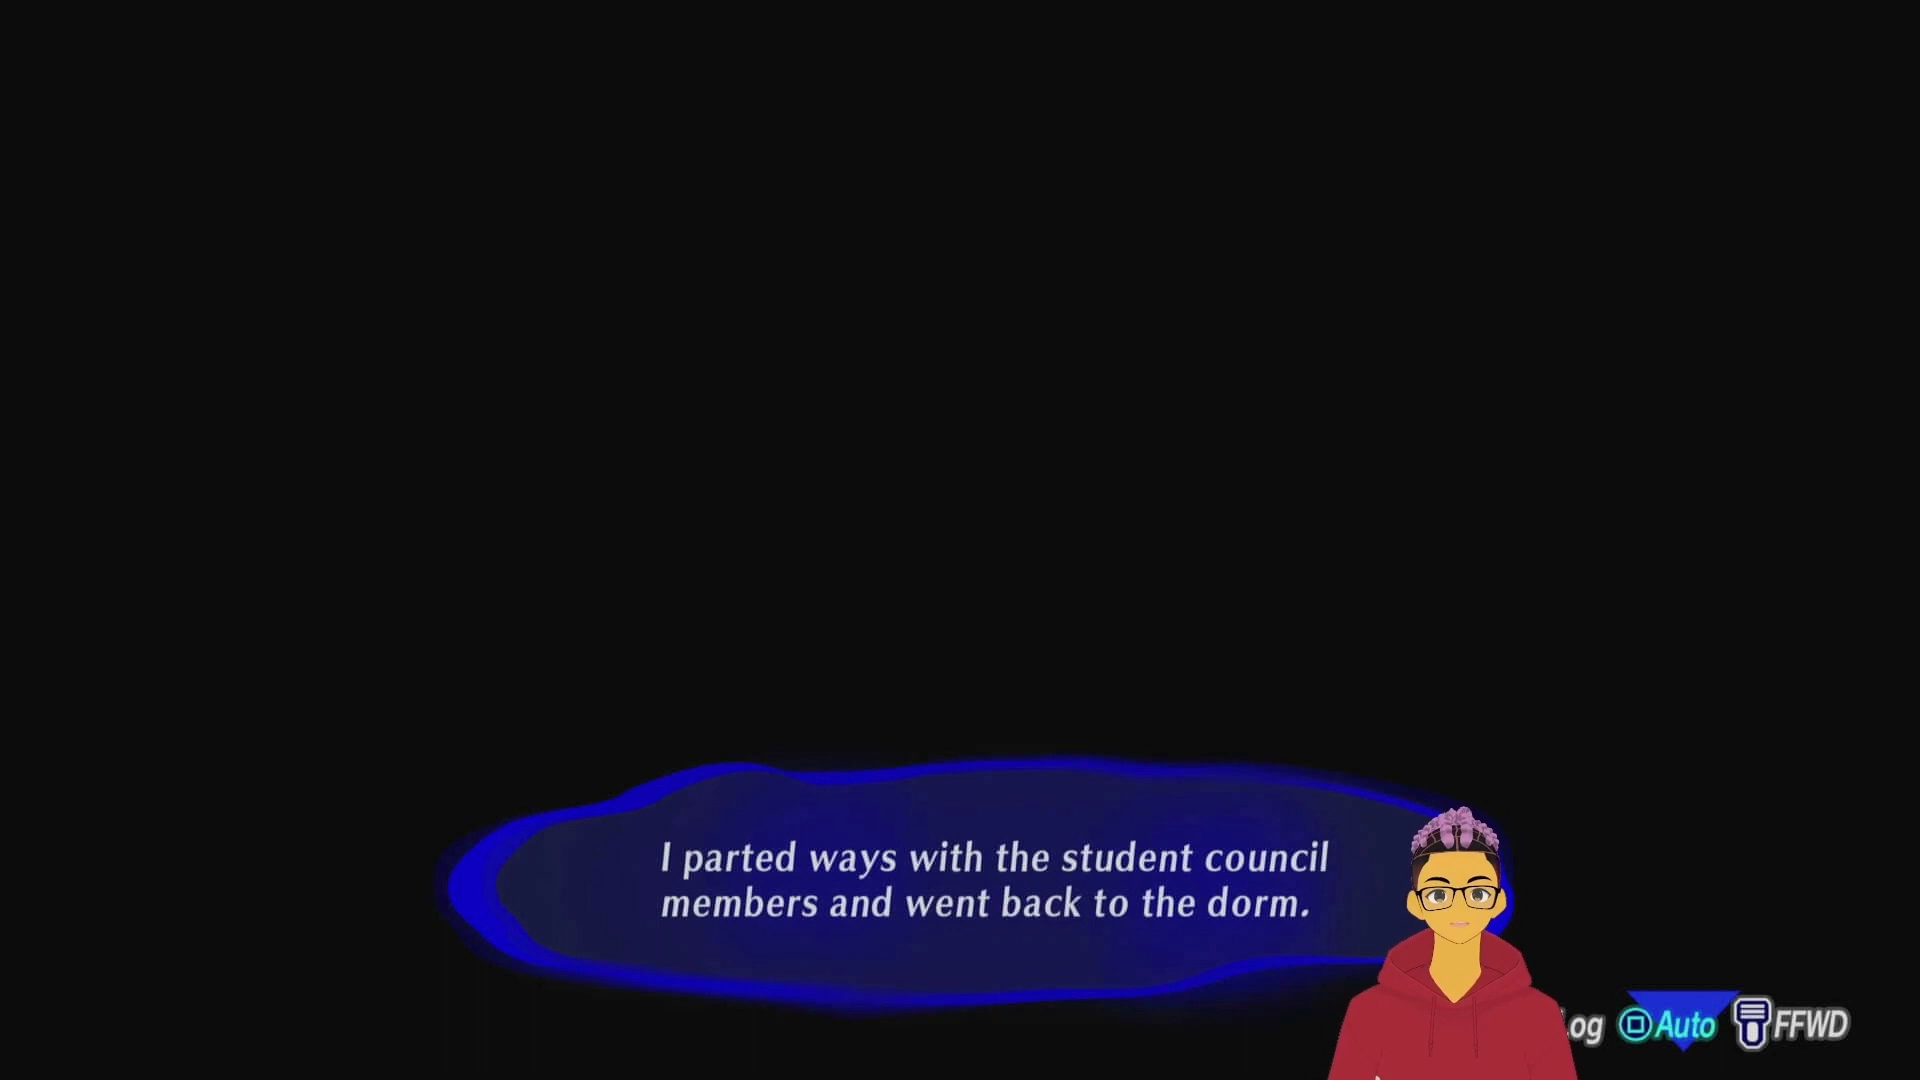 I parted ways with the student council
members and went back to the dorm.
Auto
FFWD